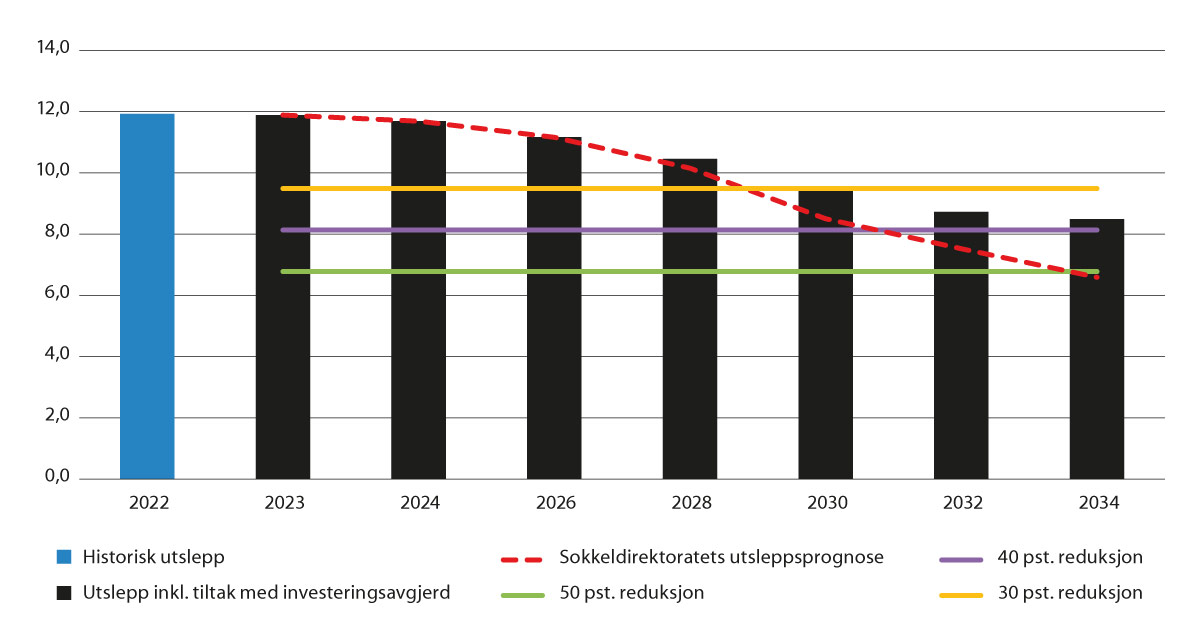 14,0
12,0
10,0
8,0
6,0
4,0
2,0
0,0
2022 2023 2024 2026 2028 2030 2032 2034
Historisk utslepp
Sokkeldirektoratets utsleppsprognose
40 pst. reduksjon
Utslepp inkl. tiltak med investeringsavgjerd
50 pst. reduksjon
30 pst. reduksjon